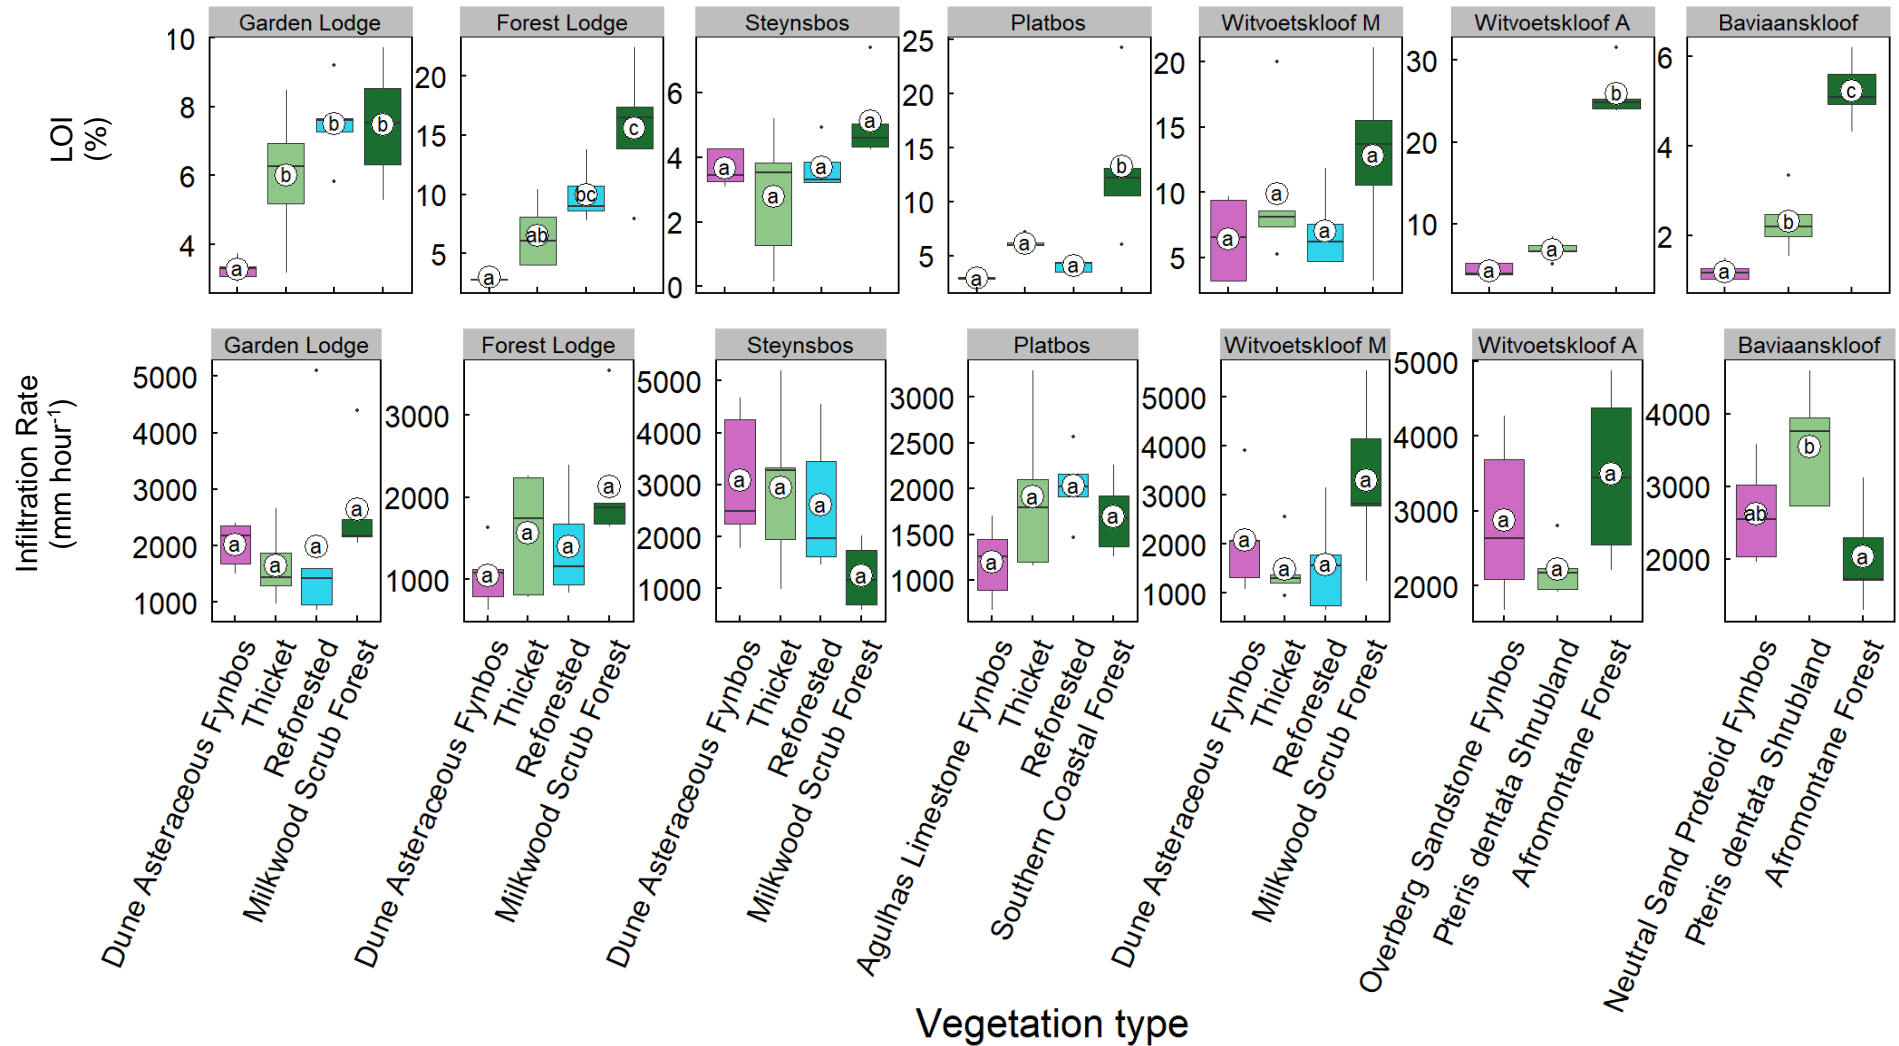 Garden Lodge Forest Lodge Steynsbos Platbos Witvoetskloof M Witvoetskloof A Baviaanskloof
LOI
(%)
10
8
6
4
a b b b
20
15
10
5
a ab bc c
6
4
2
0
a a a a
25
20
15
10
5
a a a b
20
15
10
5
a a a a
30
20
10
a a b
6
4
2
a b c
Garden Lodge Forest Lodge Steynsbos Platbos Witvoetskloof M Witvoetskloof A Baviaanskloof
Infiltration Rate
(mm hour⁻¹)
5000
4000
3000
2000
1000
a a a a
3000
2000
1000
a a a a
5000
4000
3000
2000
1000
a a a a
3000
2500
2000
1500
1000
a a a a
5000
4000
3000
2000
1000
a a a a
5000
4000
3000
2000
a a a
4000
3000
2000
ab b a
Dune Asteraceous Fynbos
Thicket
Reforested
Milkwood Scrub Forest
Dune Asteraceous Fynbos
Thicket
Reforested
Milkwood Scrub Forest
Dune Asteraceous Fynbos
Thicket
Reforested
Milkwood Scrub Forest
Agulhas Limestone Fynbos
Thicket
Reforested
Southern Coastal Forest
Dune Asteraceous Fynbos
Thicket
Reforested
Milkwood Scrub Forest
Overberg Sandstone Fynbos
Pteris dentata Shrubland
Afromontane Forest
Neutral Sand Proteoid Fynbos
Pteris dentata Shrubland
Afromontane Forest
Vegetation type